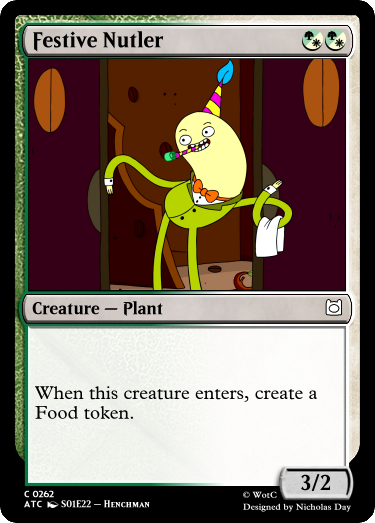 Festive Nutler
Creature — Plant
When this creature enters, create a
Food token.
3/2
C 0262
ATC S01E22 — Henchman
© WotC
Designed by Nicholas Day